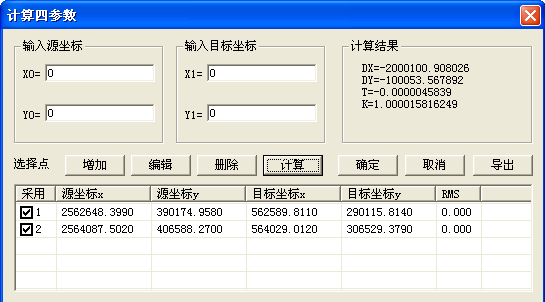 计算四参数
输入源坐标
X0= 0
Y0= 0
输入目标坐标
X1= 0
Y1= 0
计算结果
DX=-2000100.908026
DY=-100053.567892
T=-0.0000045839
K=1.000015816249
选择点 增加 编辑 删除 计算 确定 取消 导出
采用 源坐标x 源坐标y 目标坐标x 目标坐标y RMS
1 2562648.3990 390174.9580 562589.8110 290115.8140 0.000
2 2564087.5020 406588.2700 564029.0120 306529.3790 0.000